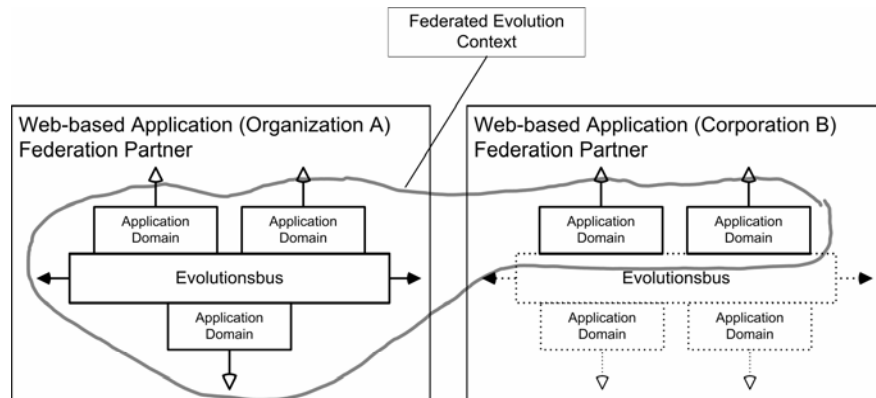 Federated Evolution
Context
Web-based Application (Organization A)
Federation Partner
Application
Domain
Application
Domain
Evolutionsbus
Application
Domain
Web-based Application (Corporation B)
Federation Partner
Application
Domain
Application
Domain
Evolutionsbus
Application
Domain
Application
Domain